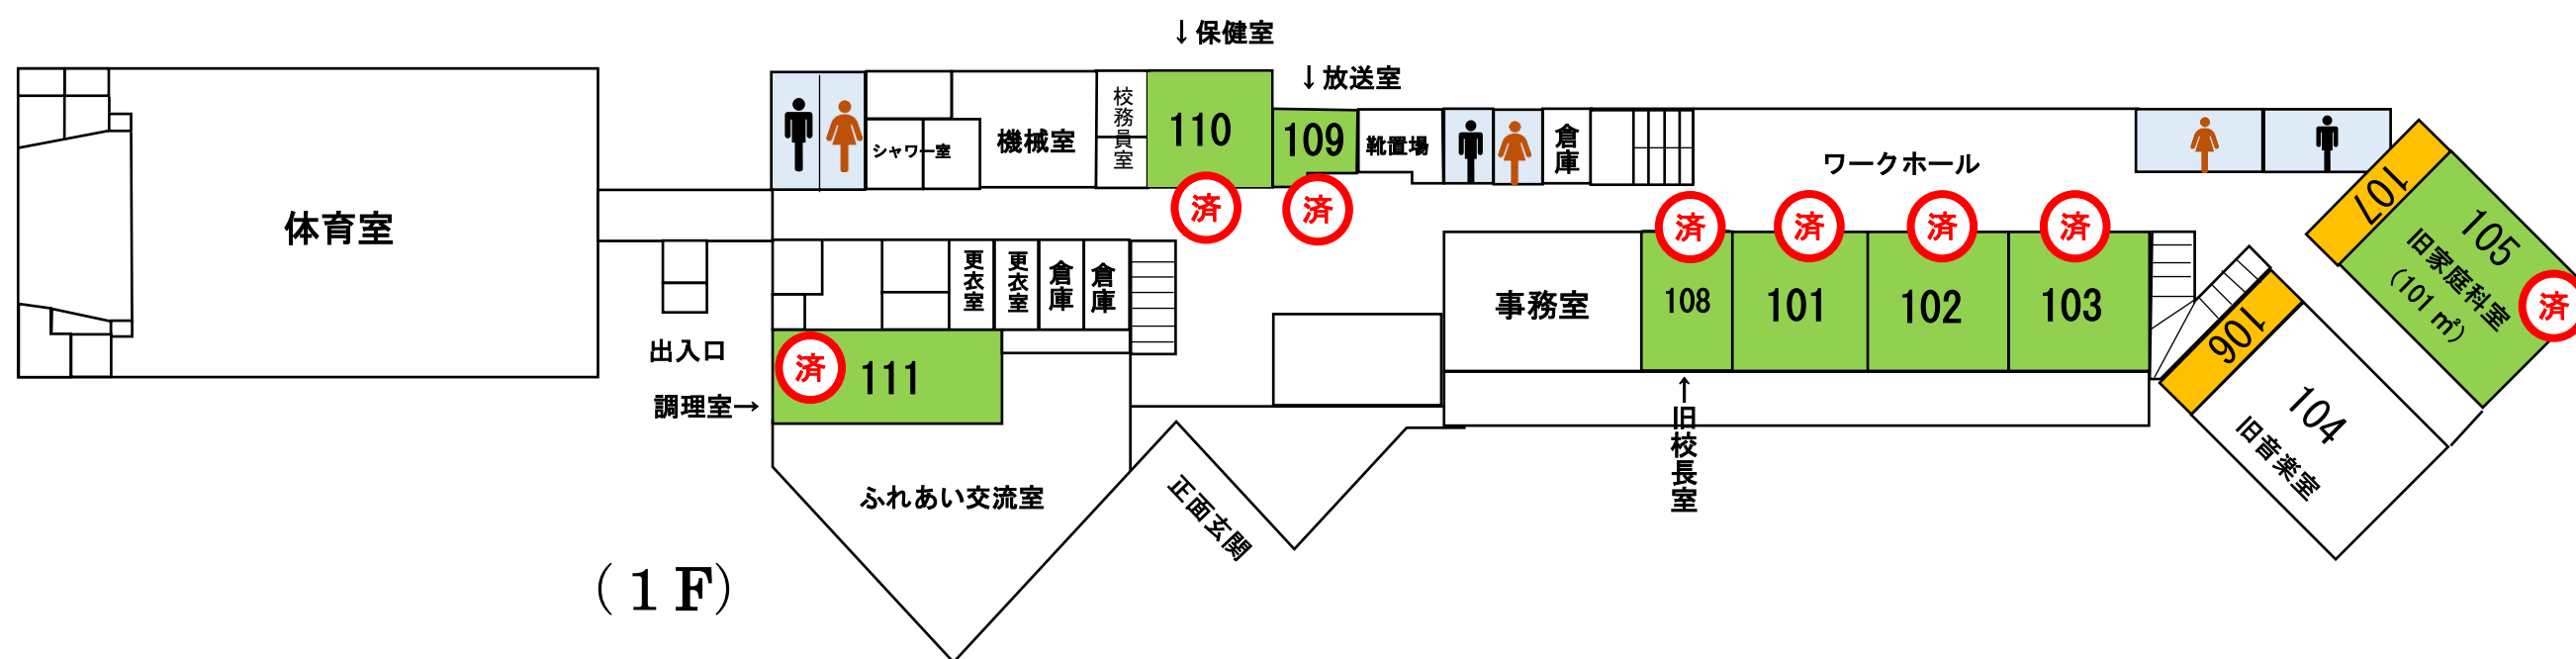 ↓保健室
↓放送室
体育室
シャワー室
機械室
校務員室
110
109
靴置場
倉庫
ワークホール
107
105
旧家庭科室
(101㎡)
済
済
済
済
済
済
済
更衣室
更衣室
倉庫
倉庫
事務室
108
101
102
103
106
104
旧音楽室
出入口
済
111
調理室→
↑旧校長室
ふれあい交流室
正面玄関
(1F)